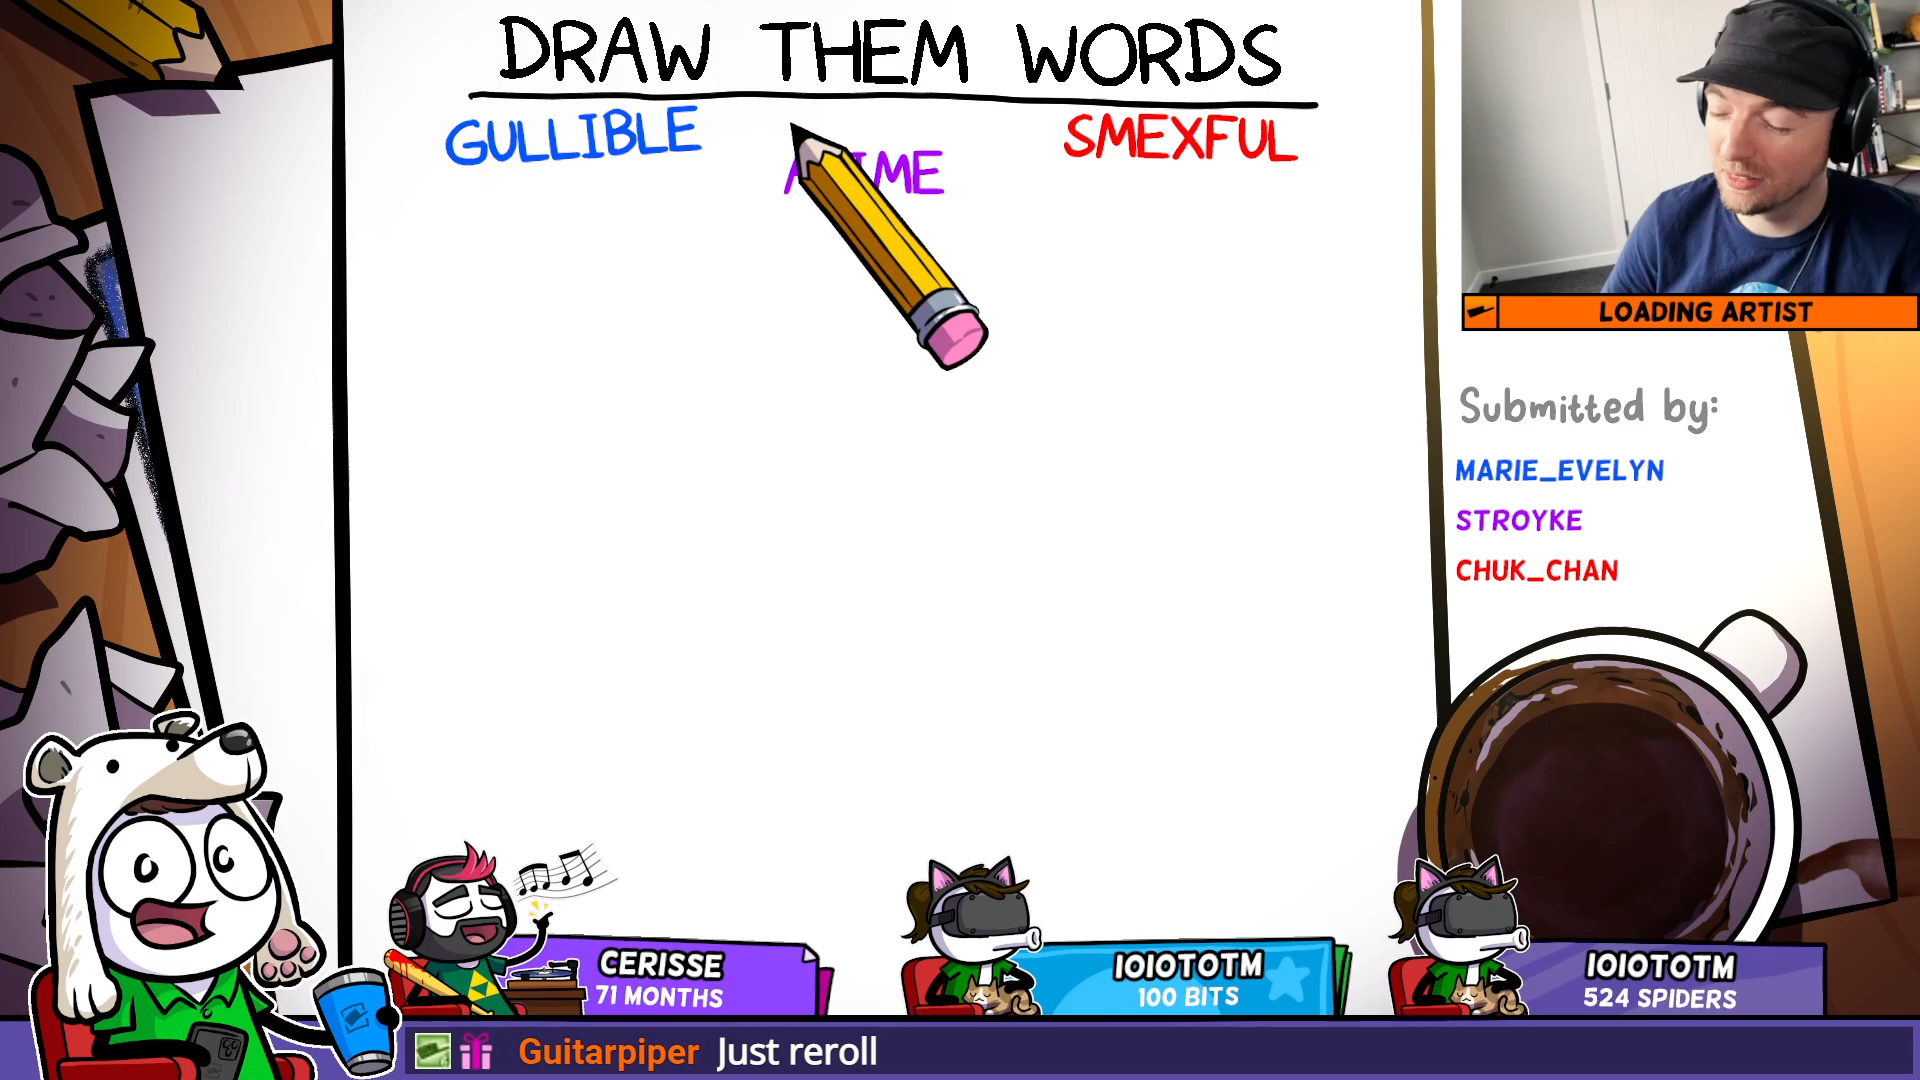 DRAW THEM WORDS
GULLIBLE
SMEXFUL
LOADING ARTIST
Submitted by:
MARIE_EVELYN
STROYKE
CHUK_CHAN
CERISSE
71 MONTHS
IOIOTOTM
100 BITS
IOIOTOTM
524 SPIDERS
Guitarpiper Just reroll